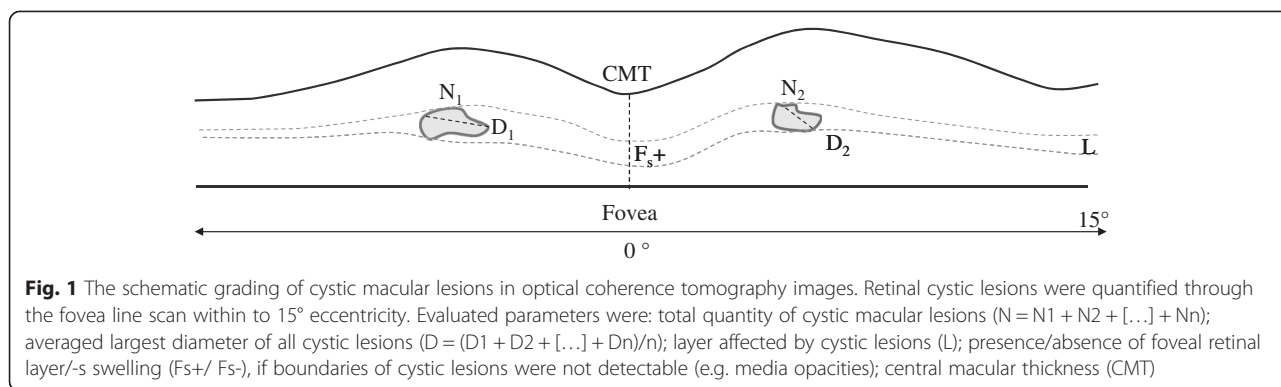 CMT
N₁
N₂
D₁
D₂
Fₛ+
L
Fovea
15°
0 °
Fig. 1 The schematic grading of cystic macular lesions in optical coherence tomography images. Retinal cystic lesions were quantified through
the fovea line scan within to 15° eccentricity. Evaluated parameters were: total quantity of cystic macular lesions (N = N1 + N2 + [...] + Nn);
averaged largest diameter of all cystic lesions (D = (D1 + D2 + [...] + Dn)/n); layer affected by cystic lesions (L); presence/absence of foveal retinal
layer/-s swelling (Fs+/ Fs-), if boundaries of cystic lesions were not detectable (e.g. media opacities); central macular thickness (CMT)